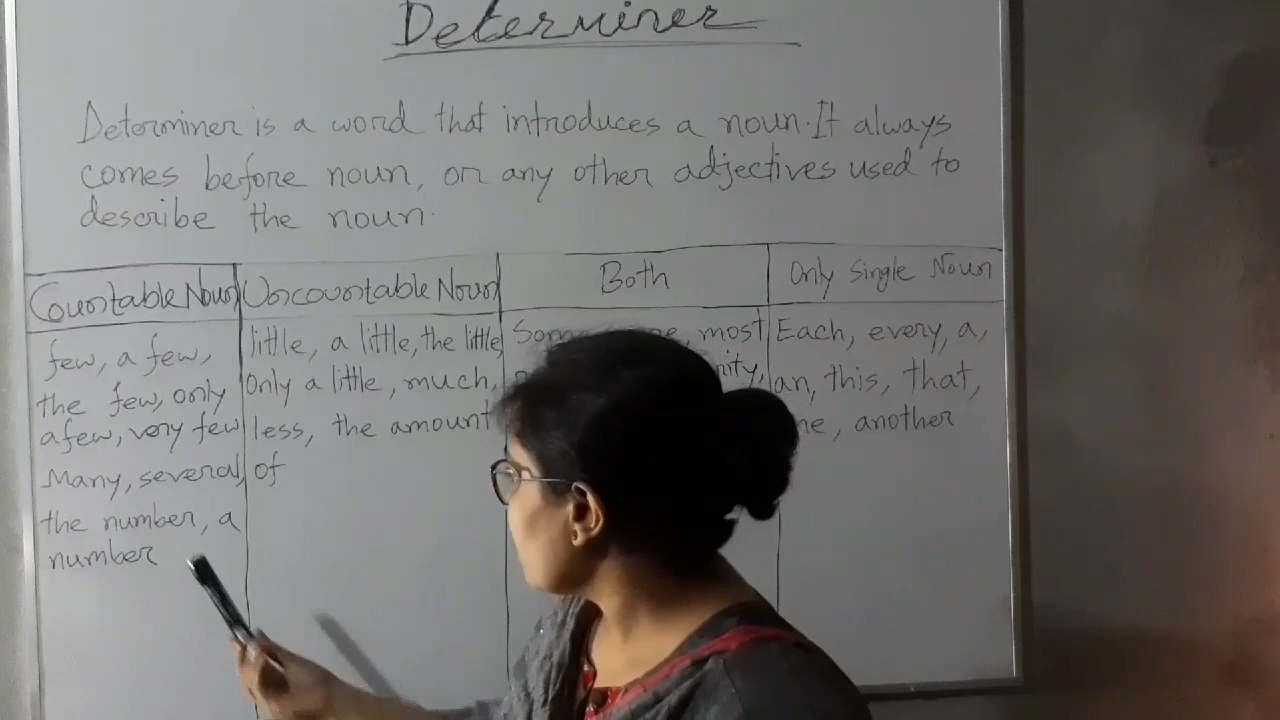 Determiner
Determiner is a word that introduces a noun. It always
comes before noun, or any other adjectives used to
describe the noun.
Countable Noun
few, a few,
the few, only
a few, very few
Many, several,
the number, a
number
Uncountable Noun
little, a little, the little
Only a little, much,
less, the amount
of
Both
most
Only Single Noun
Each, every, a,
an, this, that,
another